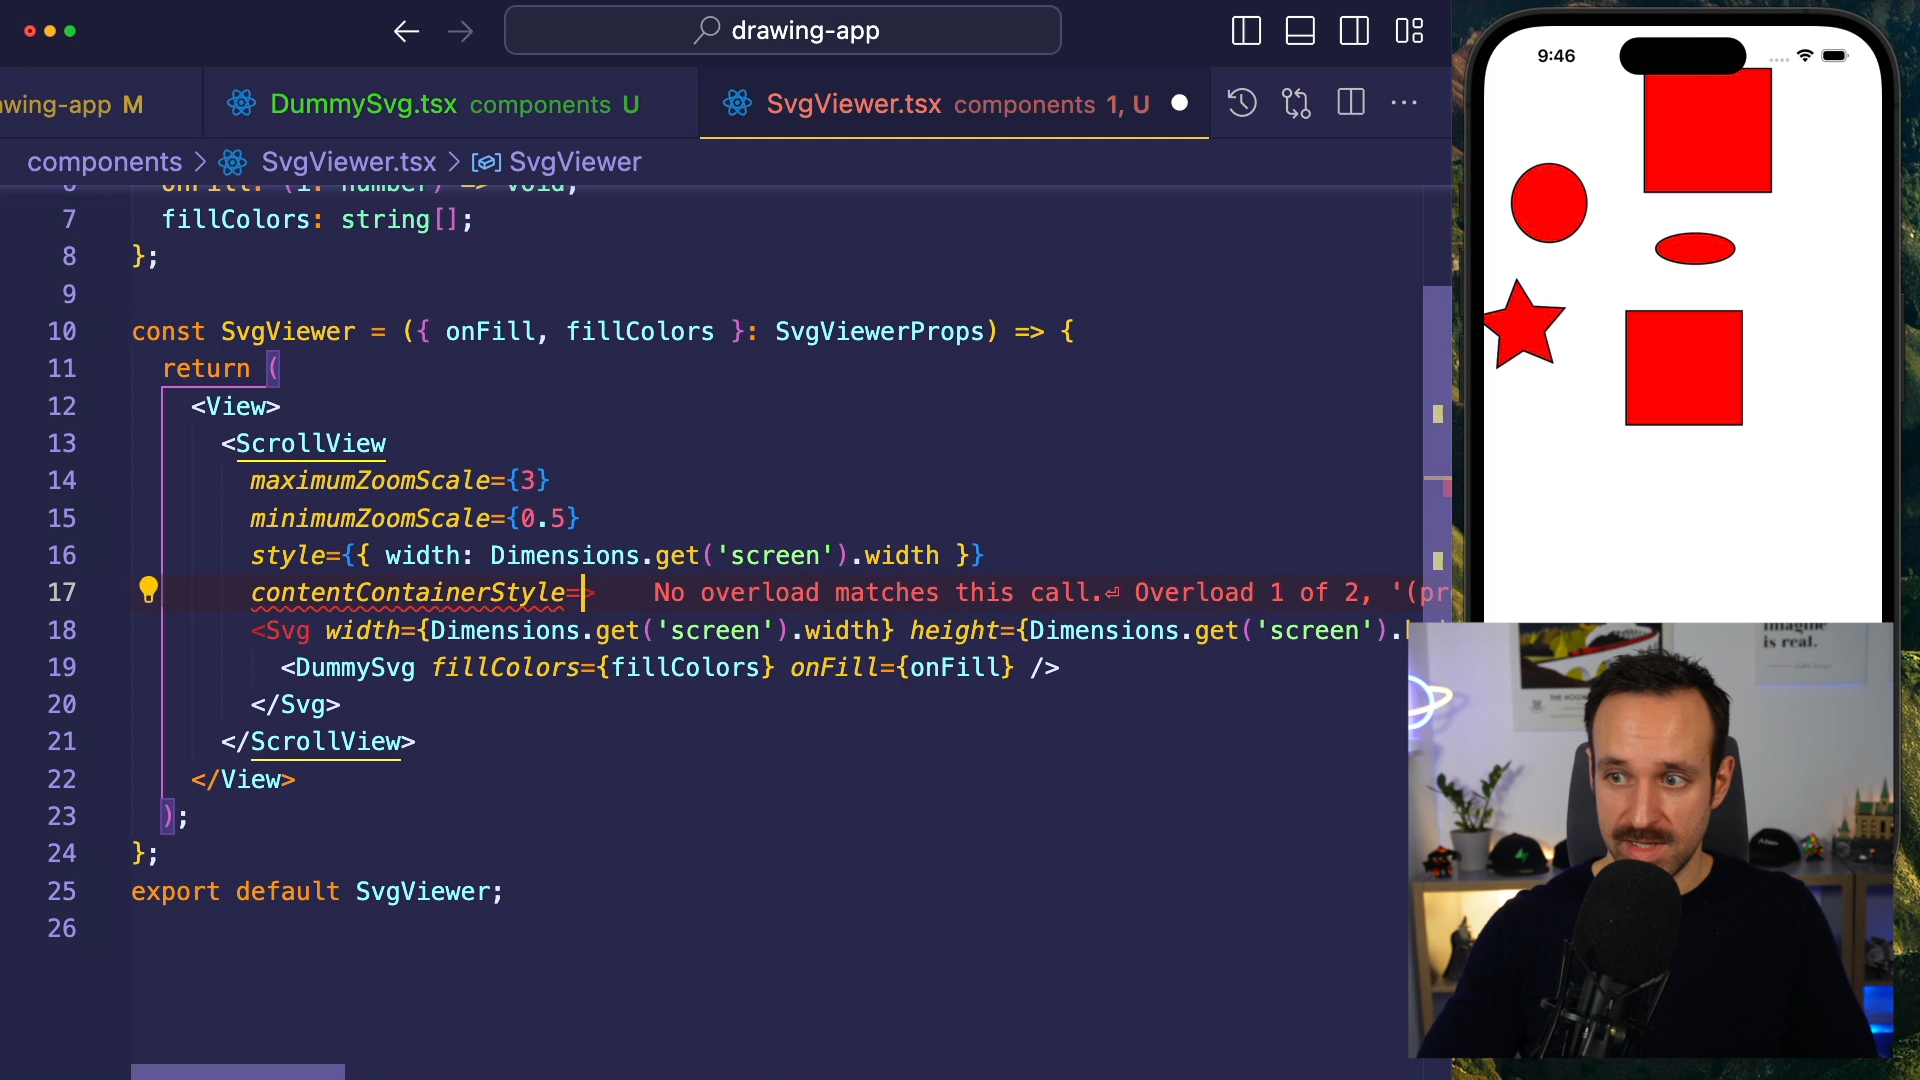 drawing-app
wing-app M
DummySvg.tsx components U
SvgViewer.tsx components 1, U
components > SvgViewer.tsx > SvgViewer
7 fillColors: string[];
8 };
9
10 const SvgViewer = ({ onFill, fillColors }: SvgViewerProps) => {
11 return (
12 <View>
13 <ScrollView
14 maximumZoomScale={3}
15 minimumZoomScale={0.5}
16 style={{ width: Dimensions.get('screen').width }}
17 contentContainerStyle=> No overload matches this call.⏎ Overload 1 of 2, '(pr
18 <Svg width={Dimensions.get('screen').width} height={Dimensions.get('screen').
19 <DummySvg fillColors={fillColors} onFill={onFill} />
20 </Svg>
21 </ScrollView>
22 </View>
23 );
24 };
25 export default SvgViewer;
26
9:46
is real.